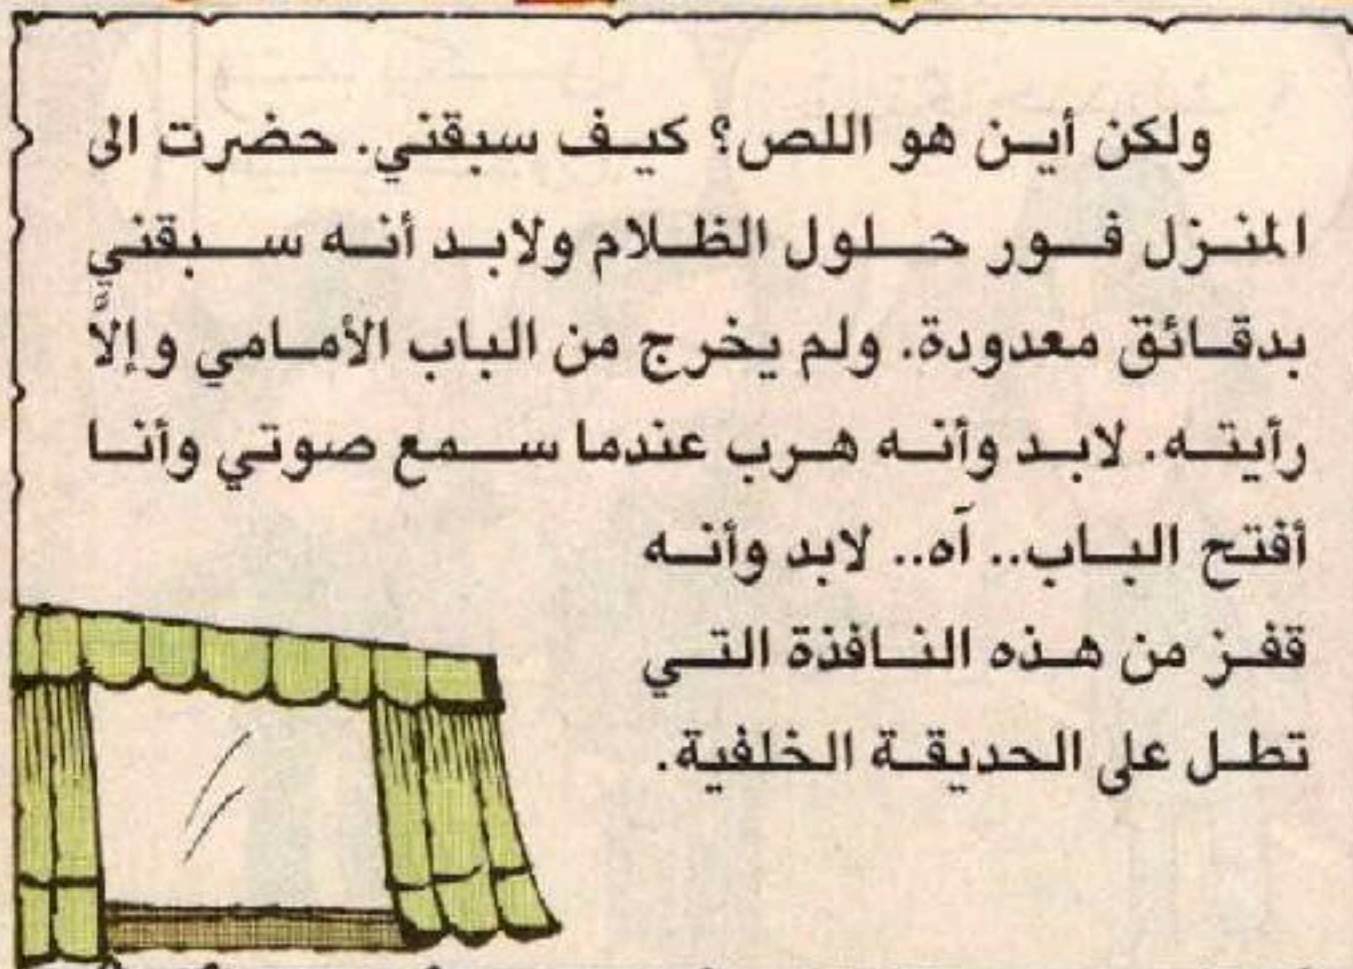 ولكن أين هو اللص؟ كيف سبقني. حضرت الى
المنزل فور حلول الظلام ولابد أنه سبقني
بدقائق معدودة. ولم يخرج من الباب الأمامي وإلاّ
رأيته. لابد وأنه هرب عندما سمع صوتي وأنا
أفتح الباب.. آه.. لابد وأنه
قفز من هذه النافذة التي
تطل على الحديقة الخلفية.